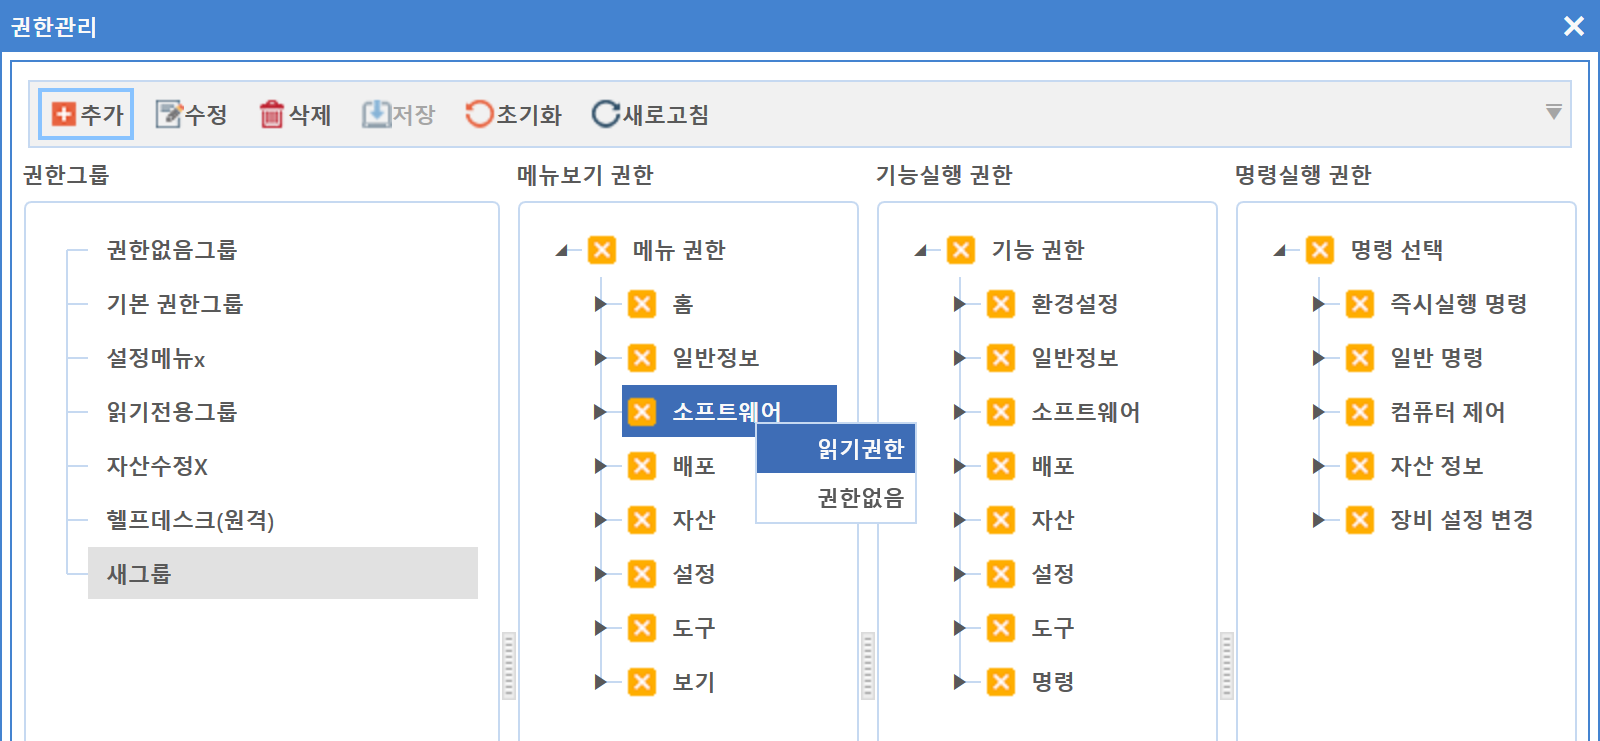 권한관리
추가 수정 삭제 저장 초기화 새로고침
권한그룹
권한없음그룹
기본 권한그룹
설정메뉴x
읽기전용그룹
자산수정X
헬프데스크(원격)
새그룹
메뉴보기 권한
메뉴 권한
홈
일반정보
소프트웨어
배포
자산
설정
도구
보기
읽기권한
권한없음
기능실행 권한
기능 권한
환경설정
일반정보
소프트웨어
배포
자산
설정
도구
명령
명령실행 권한
명령 선택
즉시실행 명령
일반 명령
컴퓨터 제어
자산 정보
장비 설정 변경